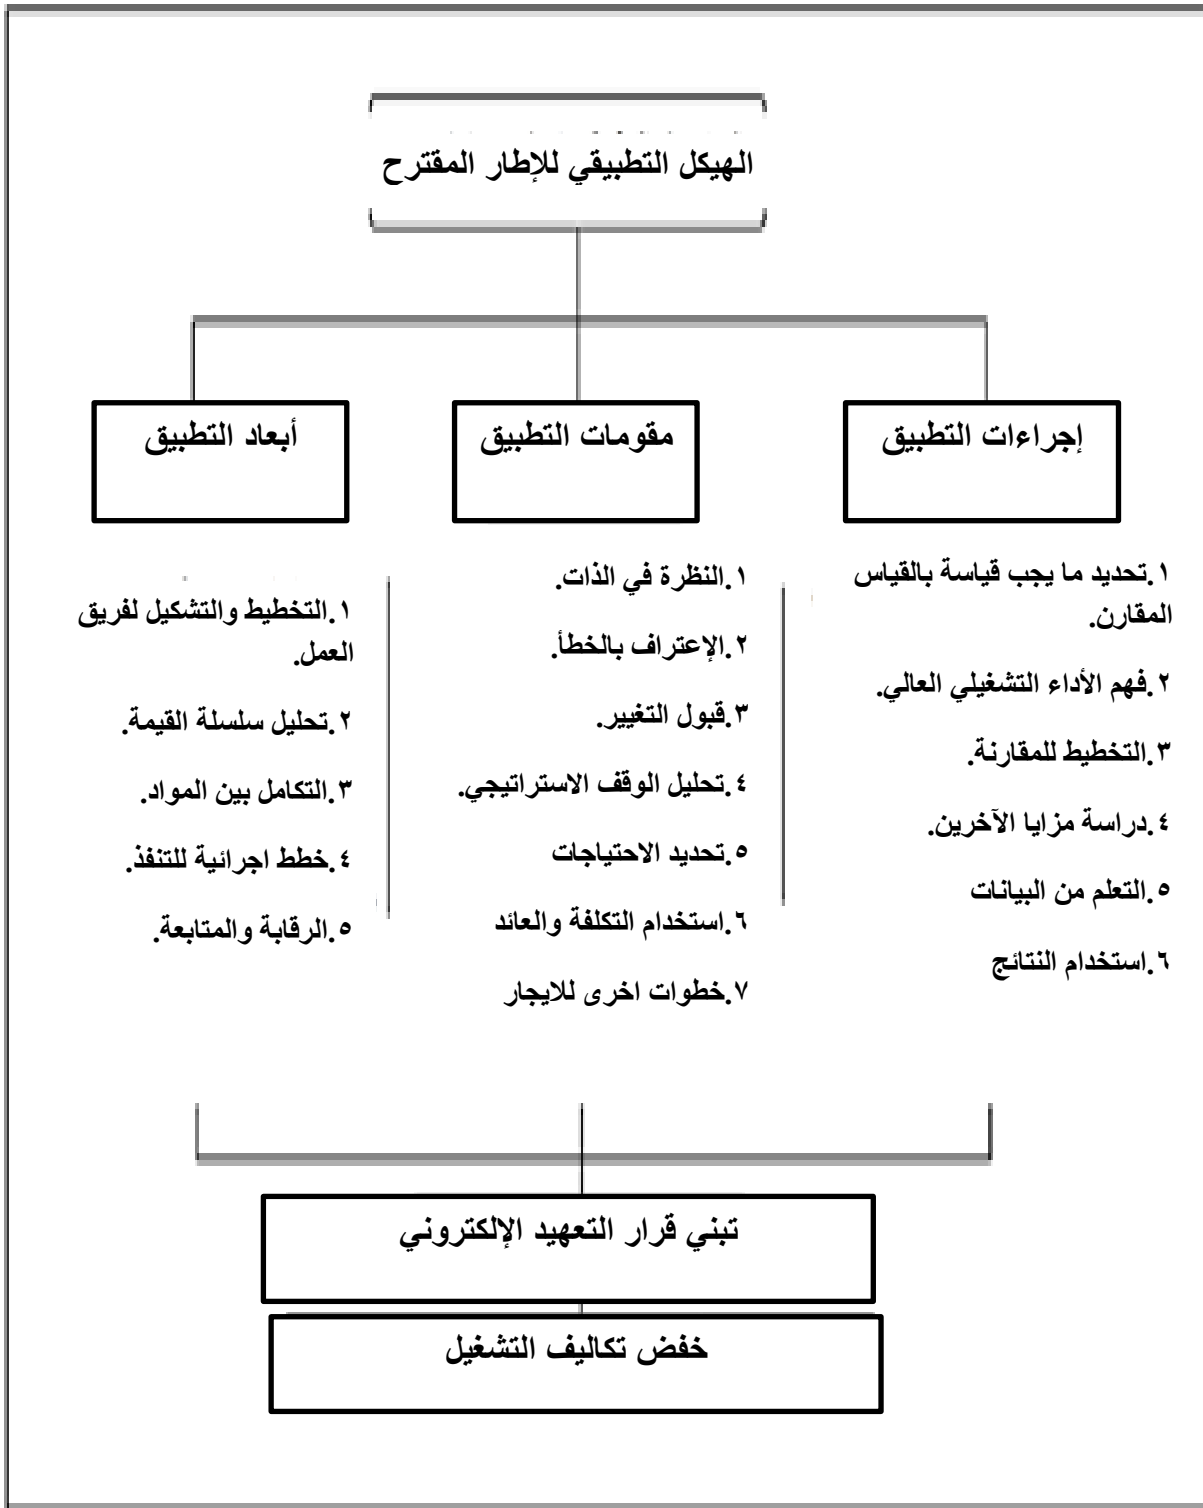 الهيكل التطبيقي للإطار المقترح
إجراءات التطبيق
مقومات التطبيق
أبعاد التطبيق
١.تحديد ما يجب قياسة بالقياس
المقارن.
٢.فهم الأداء التشغيلي العالي.
٣.التخطيط للمقارنة.
٤.دراسة مزايا الآخرين.
٥.التعلم من البيانات
٦.استخدام النتائج
١.النظرة في الذات.
٢.الإعتراف بالخطأ.
٣.قبول التغيير.
٤.تحليل الوقف الاستراتيجي.
٥.تحديد الاحتياجات
٦.استخدام التكلفة والعائد
٧.خطوات اخرى للايجار
١.التخطيط والتشكيل لفريق
العمل.
٢.تحليل سلسلة القيمة.
٣.التكامل بين المواد.
٤.خطط اجرائية للتنفذ.
٥.الرقابة والمتابعة.
تبني قرار التعهيد الإلكتروني
خفض تكاليف التشغيل